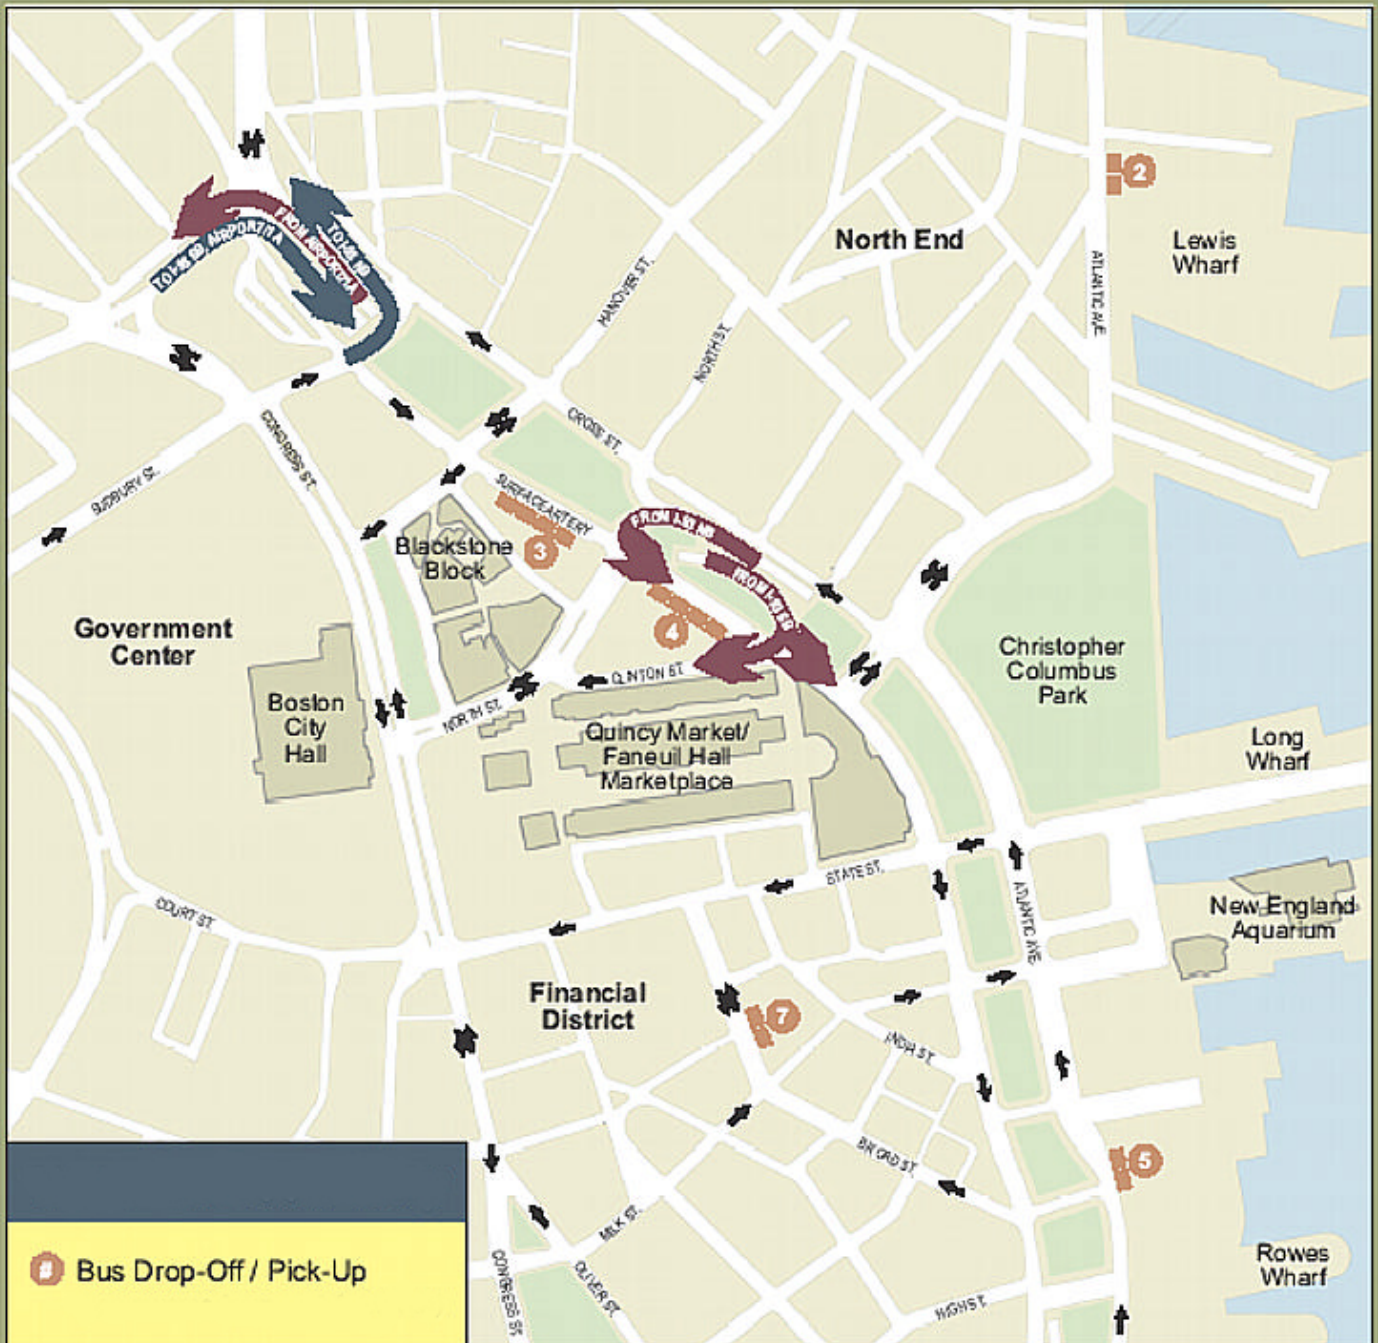 2
North End
Lewis
Wharf
ATLANTIC AVE.
HANOVER ST.
NORTH ST.
CROSS ST.
CONGRESS ST.
SUDBURY ST.
SURFACE ARTERY
3
Blackstone
Block
4
Government
Center
Christopher
Columbus
Park
Boston
City
Hall
CLINTON ST.
NORTH ST.
Quincy Market/
Faneuil Hall
Marketplace
Long
Wharf
STATE ST.
ATLANTIC AVE.
New England
Aquarium
COURT ST.
Financial
District
7
INDIA ST.
BROAD ST.
5
MILK ST.
OLIVER ST.
CONGRESS ST.
HIGH ST.
Rowes
Wharf
# Bus Drop-Off / Pick-Up